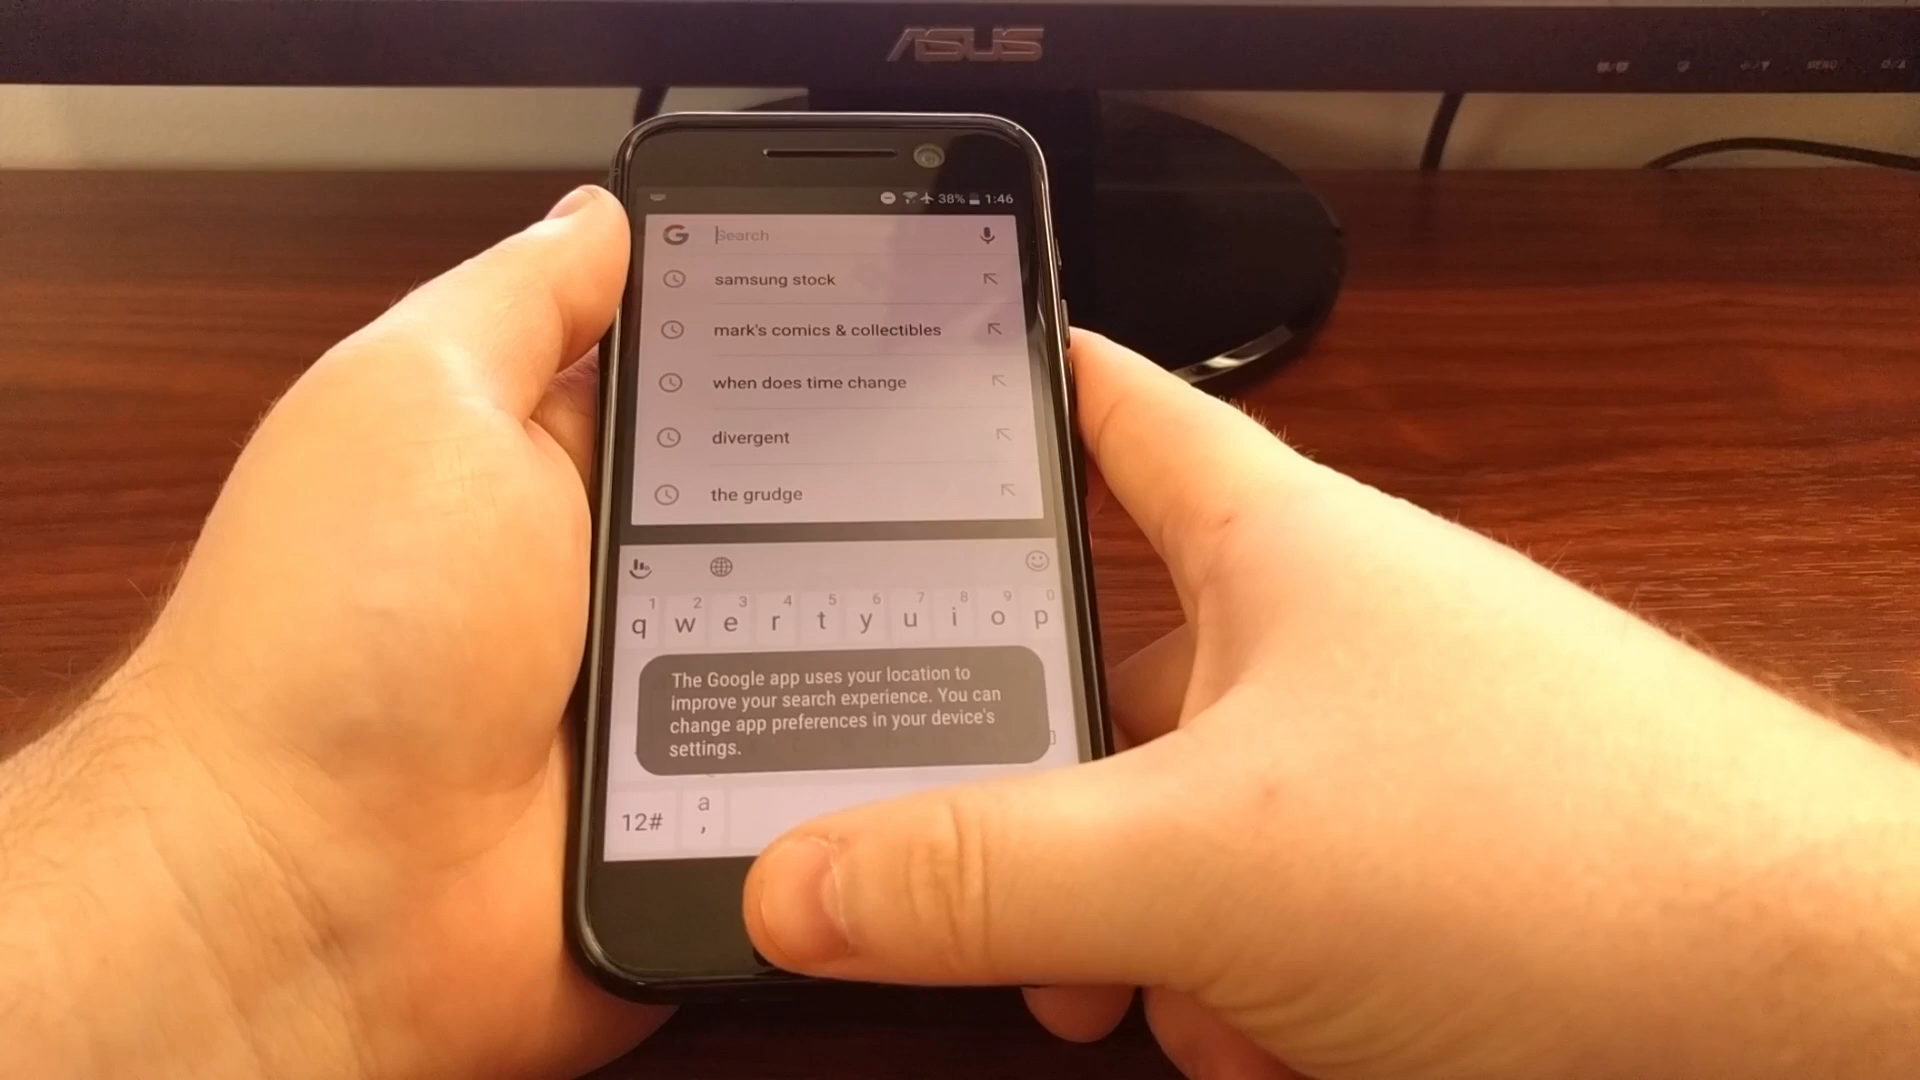 ASUS
MENU
38% 1:46
G Search
samsung stock
mark's comics & collectibles
when does time change
divergent
the grudge
1 2 3 4 5 6 7 8 9 0
q w e r t y u i o p
The Google app uses your location to
improve your search experience. You can
change app preferences in your device's
settings.
a
12# ,